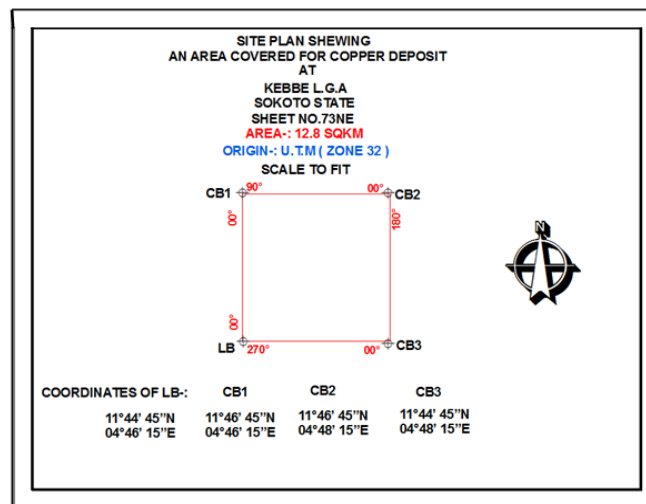 SITE PLAN SHEWING
AN AREA COVERED FOR COPPER DEPOSIT
AT
KEBBE L.G.A
SOKOTO STATE
SHEET NO.73NE
AREA-: 12.8 SQKM
ORIGIN-: U.T.M ( ZONE 32 )
SCALE TO FIT
CB1 90° 00° CB2
00° 180°
N
00°
LB 270° 00° CB3
COORDINATES OF LB-: CB1 CB2 CB3
11°44' 45"N 11°46' 45"N 11°46' 45"N 11°44' 45"N
04°46' 15"E 04°46' 15"E 04°48' 15"E 04°48' 15"E